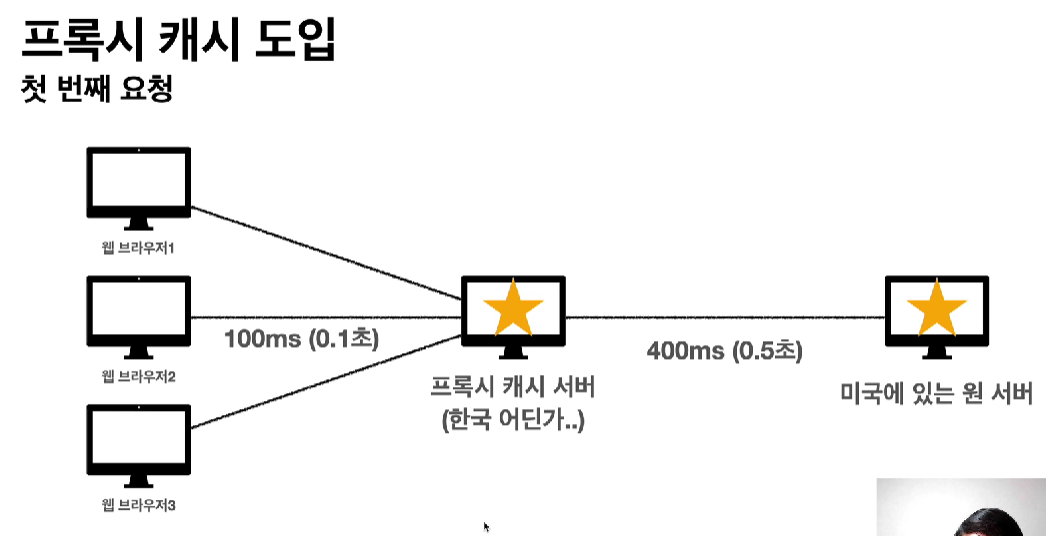 프록시 캐시 도입
첫 번째 요청
웹 브라우저1
웹 브라우저2
웹 브라우저3
100ms (0.1초)
프록시 캐시 서버
(한국 어딘가..)
400ms (0.5초)
미국에 있는 원 서버